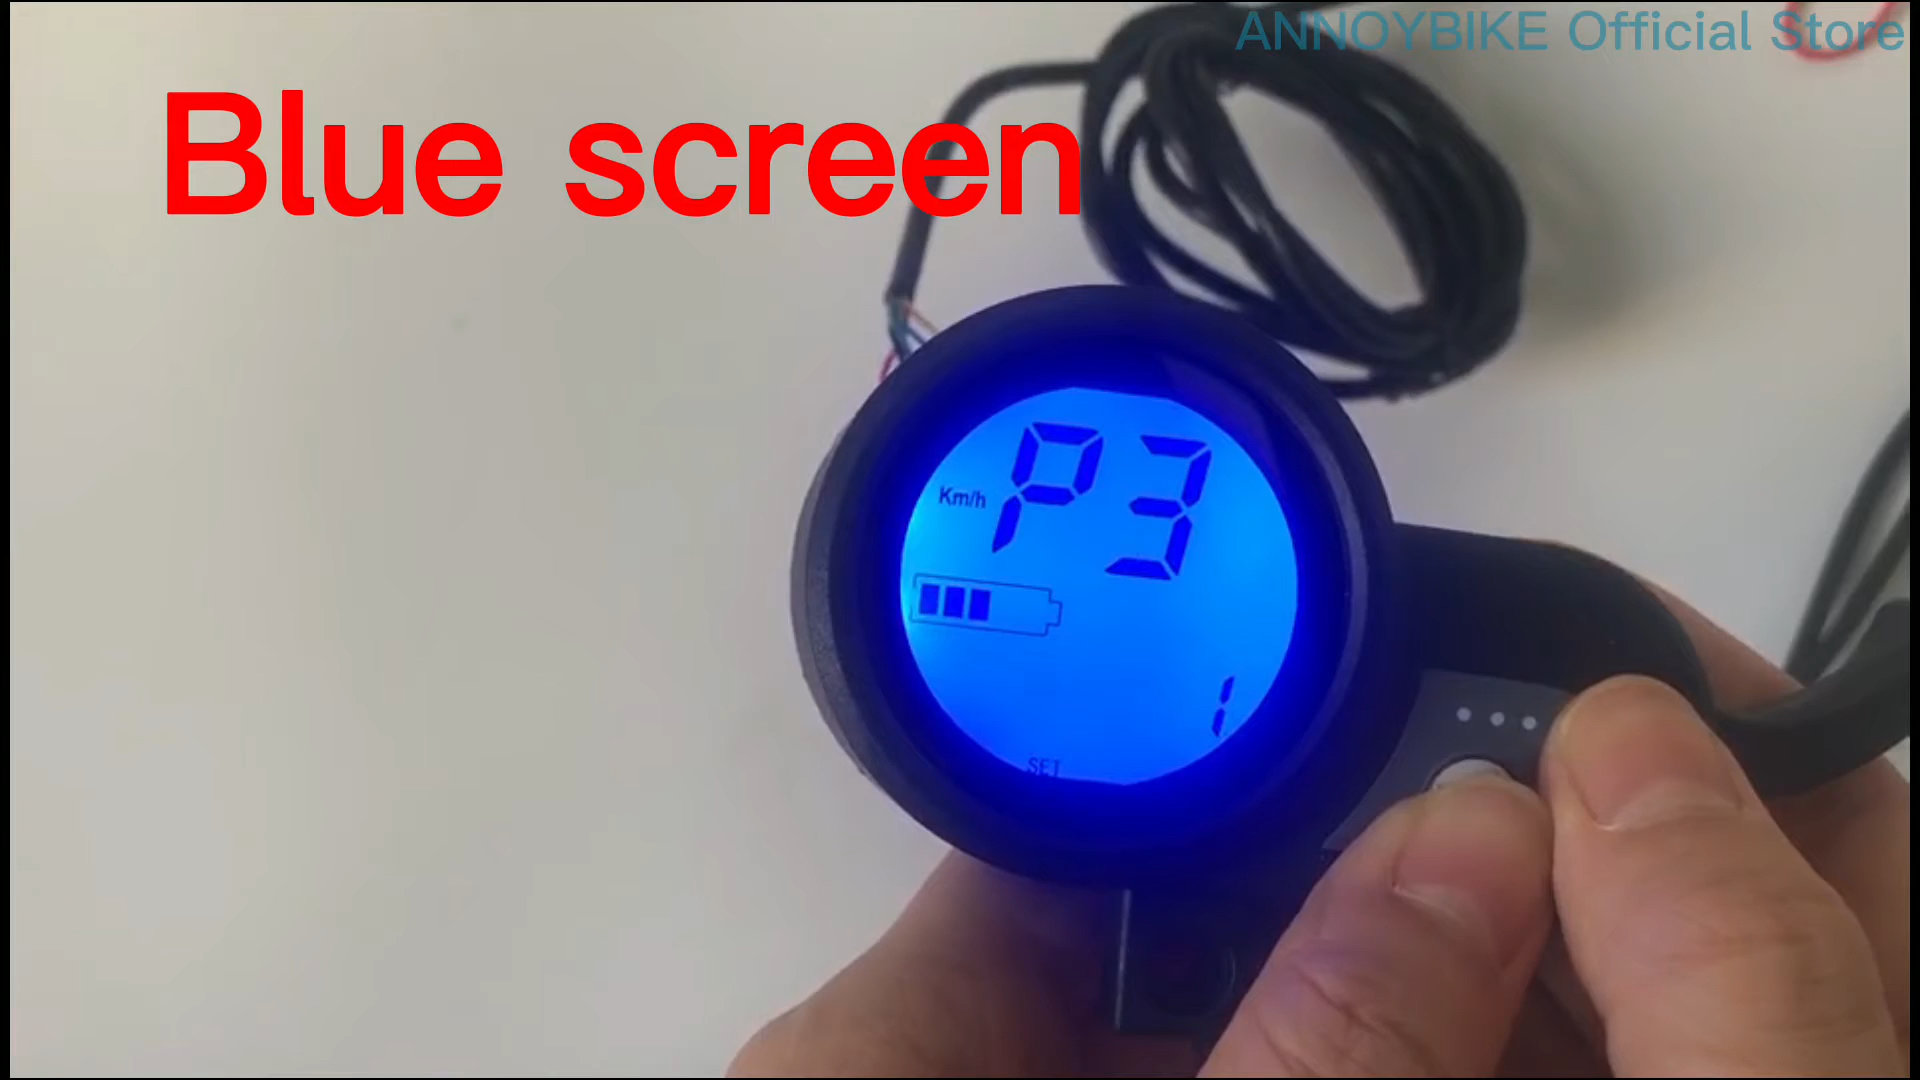 ANNOYBIKE Official Store
Blue screen
P3
Km/h
1
SET